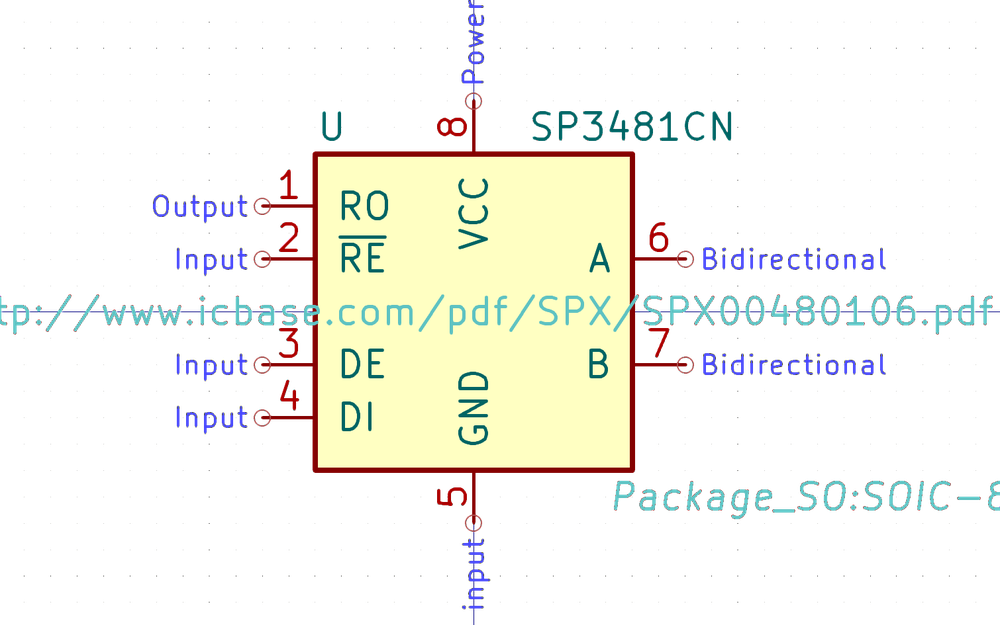 Power
U
8
SP3481CN
Output
1
RO
VCC
Input
2
RE
A
6
Bidirectional
tp://www.icbase.com/pdf/SPX/SPX00480106.pdf
Input
3
DE
B
7
Bidirectional
Input
4
DI
GND
5
Package_SO:SOIC-8
input